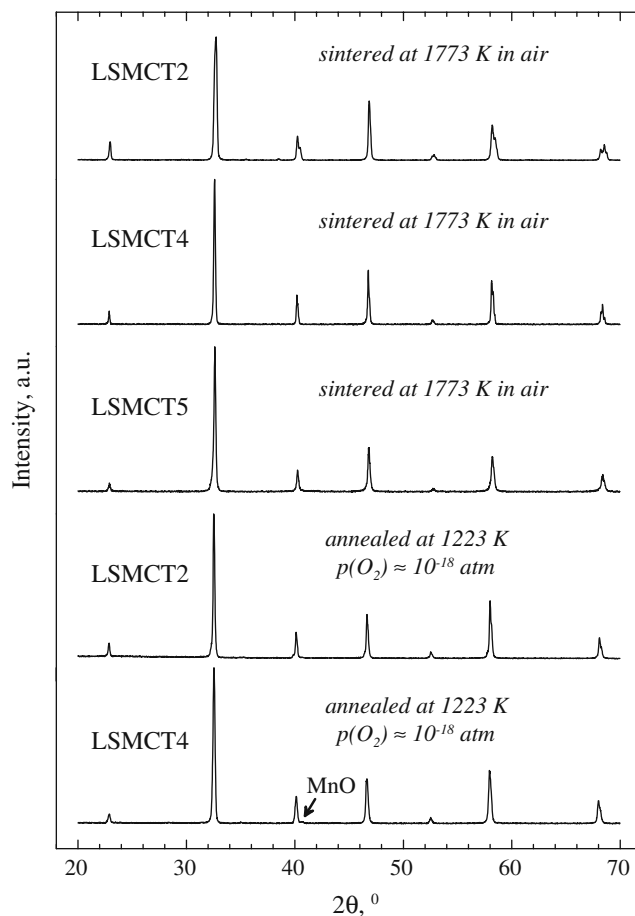 LSMCT2
sintered at 1773 K in air
LSMCT4
sintered at 1773 K in air
LSMCT5
sintered at 1773 K in air
LSMCT2
annealed at 1223 K
p(O₂) ≈ 10⁻¹⁸ atm
LSMCT4
annealed at 1223 K
p(O₂) ≈ 10⁻¹⁸ atm
MnO
Intensity, a.u.
20 30 40 50 60 70
2θ, ⁰